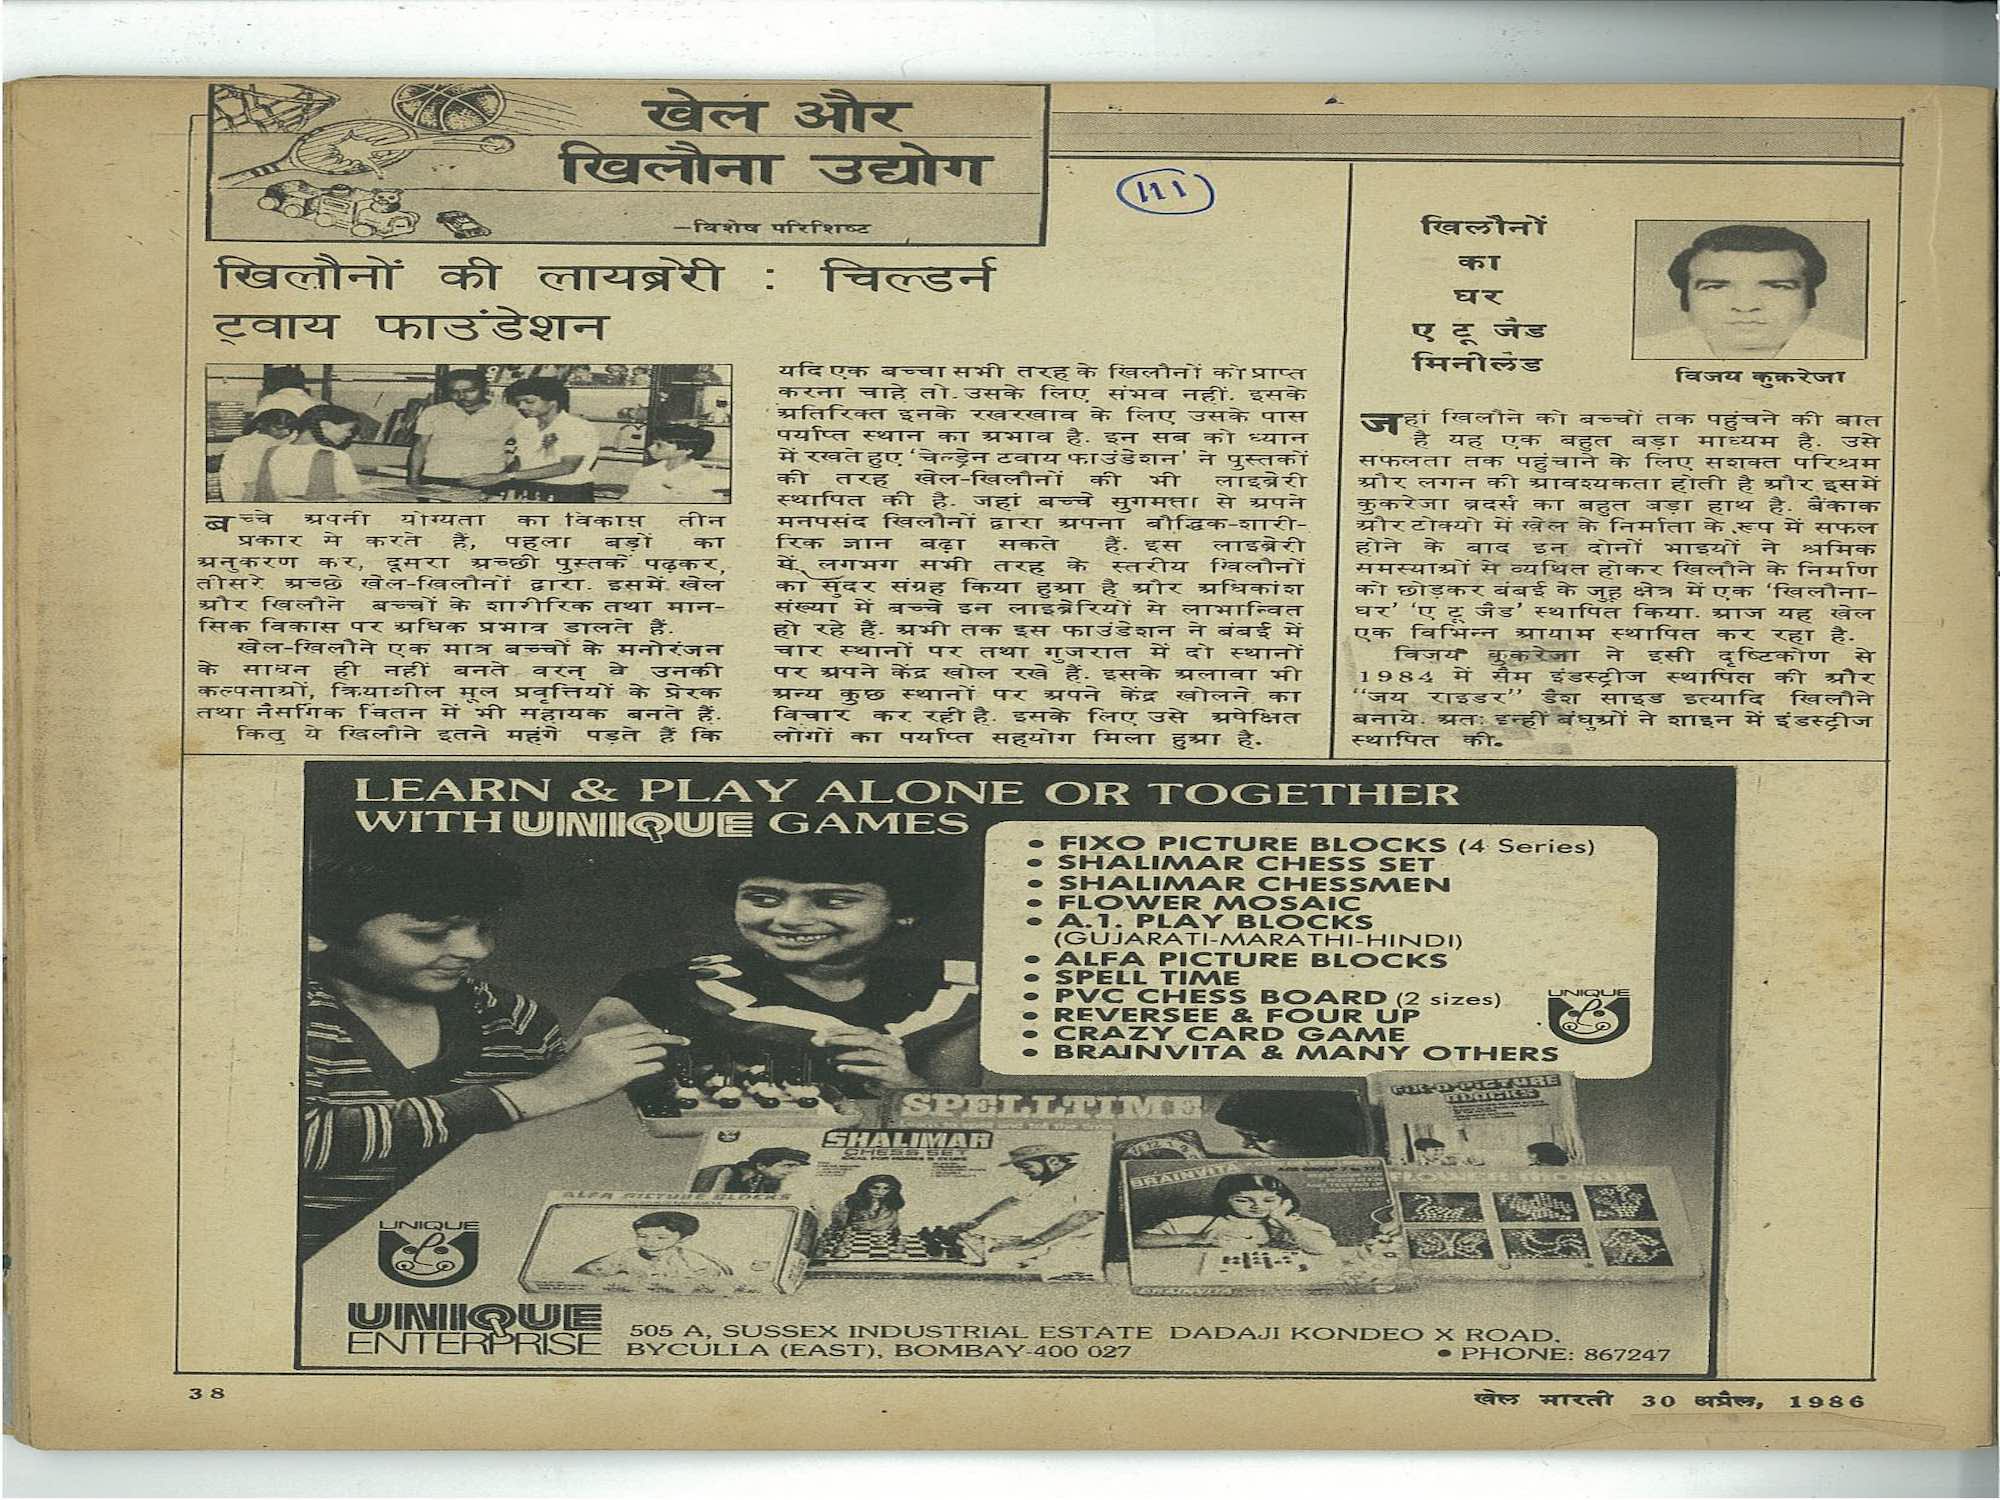 खेल और
खिलौना उद्योग
—विशेष परिशिष्ट
111
खिलौनों की लायब्रेरी : चिल्डर्न
ट्वाय फाउंडेशन
बच्चे अपनी योग्यता का विकास तीन
प्रकार मे करते हैं, पहला बड़ों का
अनुकरण कर, दूसरा अच्छी पुस्तकें पढ़कर,
तीसरे अच्छे खेल-खिलौनों द्वारा. इसमें खेल
और खिलौने बच्चों के शारीरिक तथा मान-
सिक विकास पर अधिक प्रभाव डालते हैं.
खेल-खिलौने एक मात्र बच्चों के मनोरंजन
के साधन ही नहीं बनते वरन् वे उनकी
कल्पनाओं, क्रियाशील मूल प्रवृत्तियों के प्रेरक
तथा नैसर्गिक चिंतन में भी सहायक बनते हैं.
किंतु ये खिलौने इतने महंगे पड़ते हैं कि
यदि एक बच्चा सभी तरह के खिलौनों को प्राप्त
करना चाहे तो उसके लिए संभव नहीं. इसके
अतिरिक्त इनके रखरखाव के लिए उसके पास
पर्याप्त स्थान का अभाव है. इन सब को ध्यान
में रखते हुए 'चेल्ड्रेन टवाय फाउंडेशन' ने पुस्तकों
की तरह खेल-खिलौनों की भी लाइब्रेरी
स्थापित की है. जहां बच्चे सुगमत्ता से अपने
मनपसंद खिलौनों द्वारा अपना बौद्धिक-शारी-
रिक ज्ञान बढ़ा सकते हैं. इस लाइब्रेरी
में लगभग सभी तरह के स्तरीय खिलौनों
का सुंदर संग्रह किया हुआ है और अधिकांश
संख्या में बच्चे इन लाइब्रेरियों मे लाभान्वित
हो रहे हैं. अभी तक इस फाउंडेशन ने बंबई में
चार स्थानों पर तथा गुजरात में दो स्थानों
पर अपने केंद्र खोल रखे हैं. इसके अलावा भी
अन्य कुछ स्थानों पर अपने केंद्र खोलने का
विचार कर रही है. इसके लिए उसे अपेक्षित
लोगों का पर्याप्त सहयोग मिला हुआ है.
खिलौनों
का
घर
ए टू जैड
मिनीलैंड
विजय कुकरेजा
जहां खिलौने को बच्चों तक पहुंचने की बात
है यह एक बहुत बड़ा माध्यम है. उसे
सफलता तक पहुंचाने के लिए सशक्त परिश्रम
और लगन की आवश्यकता होती है और इसमें
कुकरेजा ब्रदर्स का बहुत बड़ा हाथ है. बैंकाक
और टोक्यो में खेल के निर्माता के रूप में सफल
होने के बाद इन दोनों भाइयों ने श्रमिक
समस्याओं से व्यथित होकर खिलौने के निर्माण
को छोड़कर बंबई के जुहू क्षेत्र में एक 'खिलौना-
घर' 'ए टू जैड' स्थापित किया. आज यह खेल
एक विभिन्न आयाम स्थापित कर रहा है.
विजय कुकरेजा ने इसी दृष्टिकोण से
1984 में सैम इंडस्ट्रीज स्थापित की और
"जय राइडर" डैश साइड इत्यादि खिलौने
बनाये. अतः इन्हीं बंधुओं ने शाइन में इंडस्ट्रीज
स्थापित की.
LEARN & PLAY ALONE OR TOGETHER
WITH UNIIQUE GAMES
• FIXO PICTURE BLOCKS (4 Series)
• SHALIMAR CHESS SET
• SHALIMAR CHESSMEN
• FLOWER MOSAIC
• A.1. PLAY BLOCKS
(GUJARATI-MARATHI-HINDI)
• ALFA PICTURE BLOCKS
• SPELL TIME
• PVC CHESS BOARD (2 sizes)
• REVERSEE & FOUR UP
• CRAZY CARD GAME
• BRAINVITA & MANY OTHERS
UNIQUE
SPELLTIME
SHALIMAR
CHESS SET
ALFA PICTURE BLOCKS
BRAINVITA
FIX-O-PICTURE
BLOCKS
BRAINVITA
UNIQUE
UNIIQUE
ENTERPRISE
505 A, SUSSEX INDUSTRIAL ESTATE DADAJI KONDEO X ROAD,
BYCULLA (EAST), BOMBAY-400 027
• PHONE: 867247
38
खेल भारती 30 अप्रैल, 1986